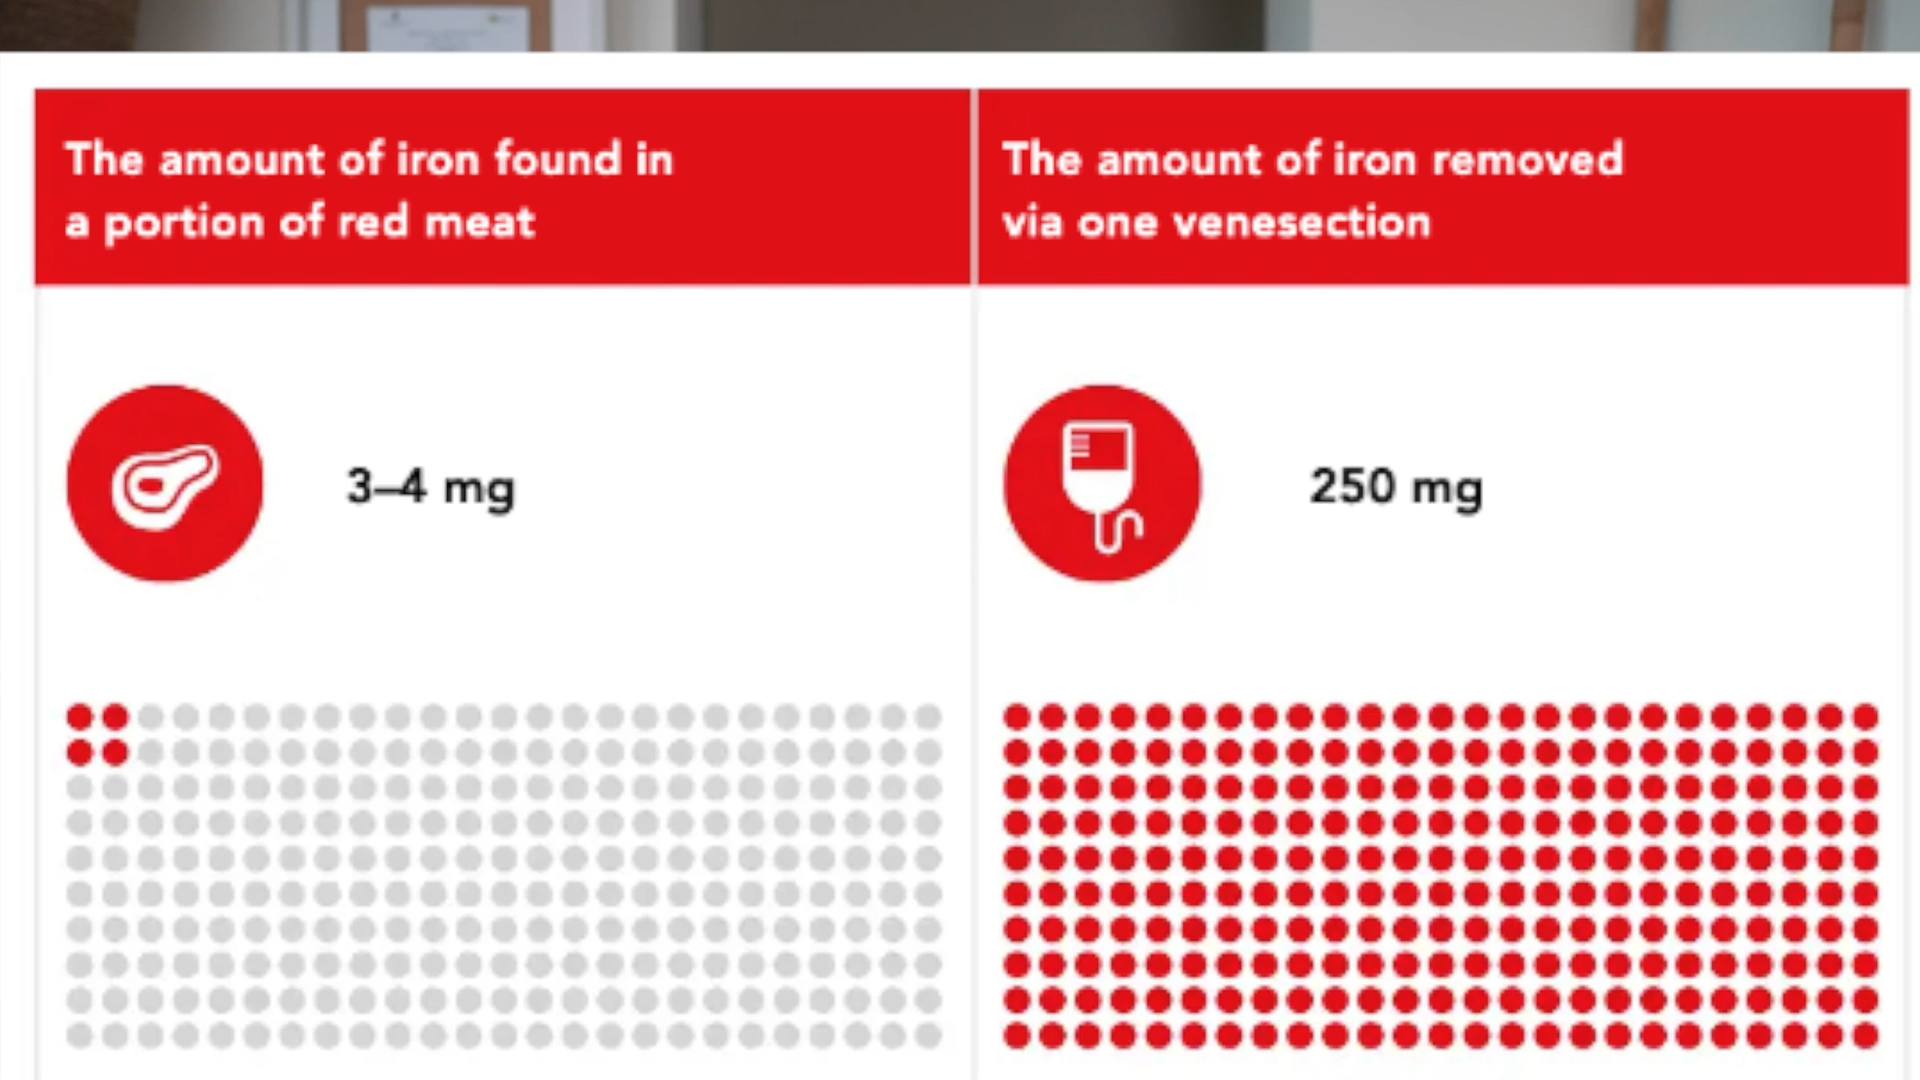 The amount of iron found in
a portion of red meat
The amount of iron removed
via one venesection
3–4 mg
250 mg